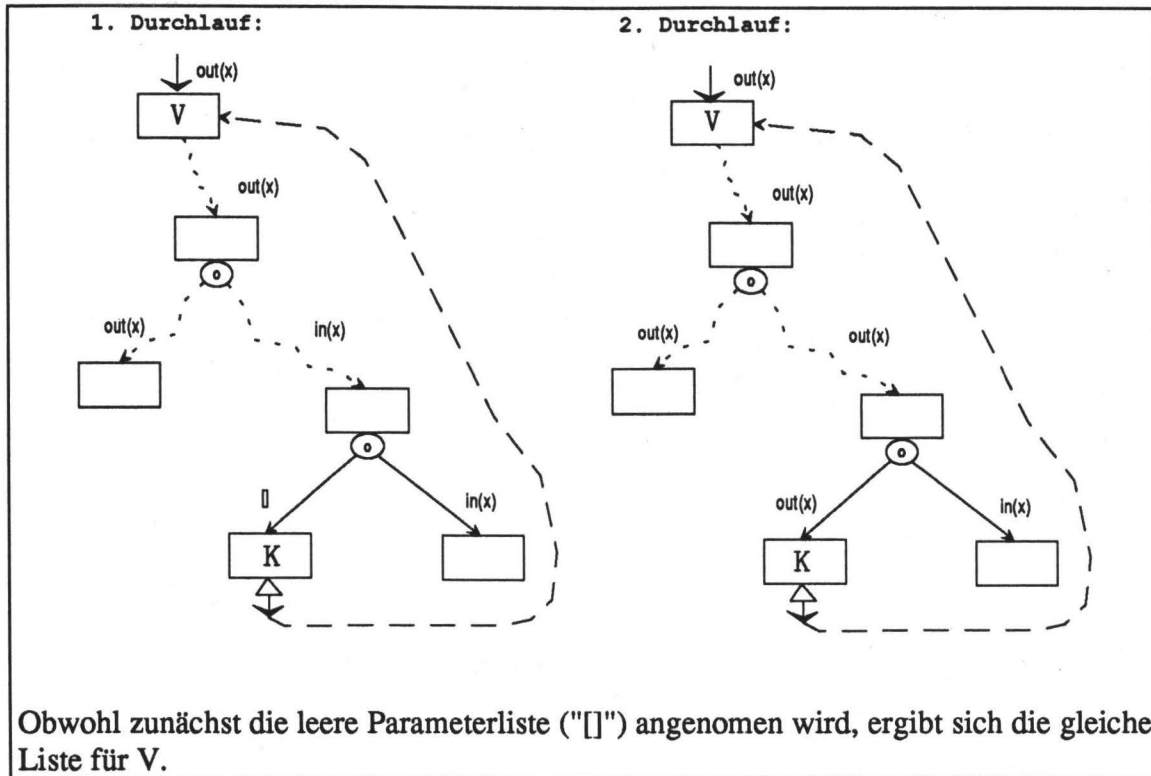 1. Durchlauf:
out(x)
V
out(x)
o
out(x)
in(x)
o
[]
in(x)
K
2. Durchlauf:
out(x)
V
out(x)
o
out(x)
out(x)
o
out(x)
in(x)
K
Obwohl zunächst die leere Parameterliste ("[]") angenommen wird, ergibt sich die gleiche
Liste für V.